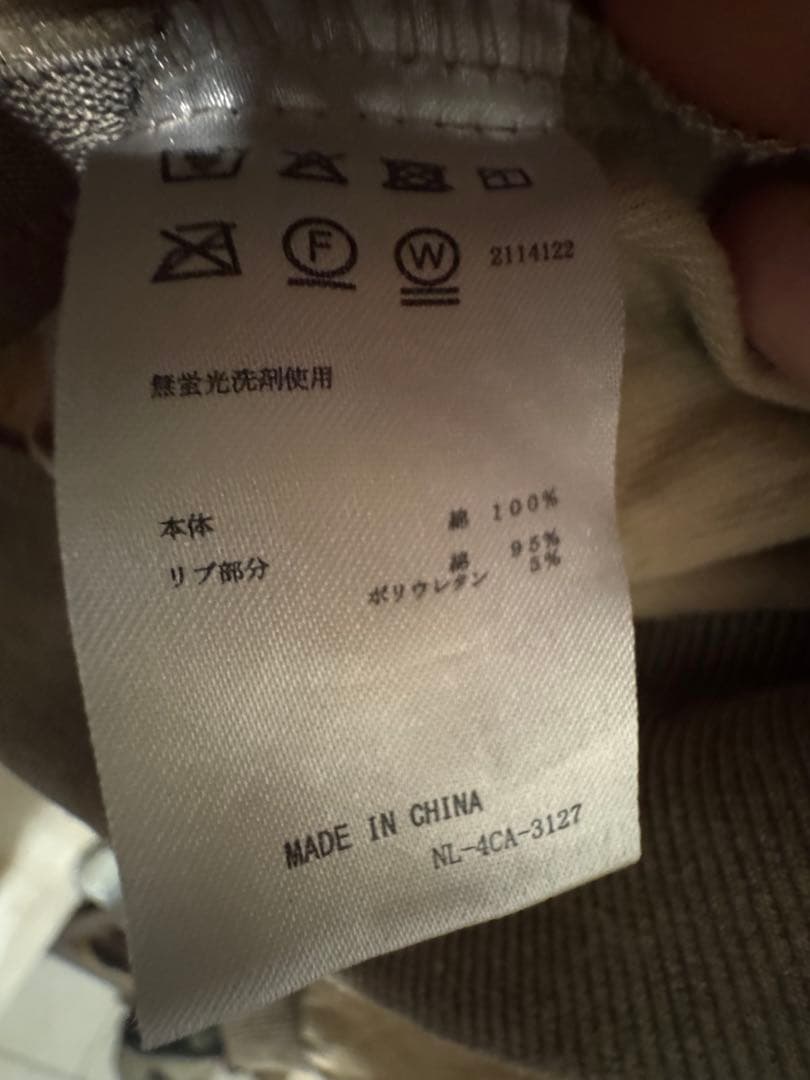 F W 2114122
無蛍光洗剤使用
本体 綿 100%
リブ部分 綿 95%
ポリウレタン 5%
MADE IN CHINA
NL-4CA-3127